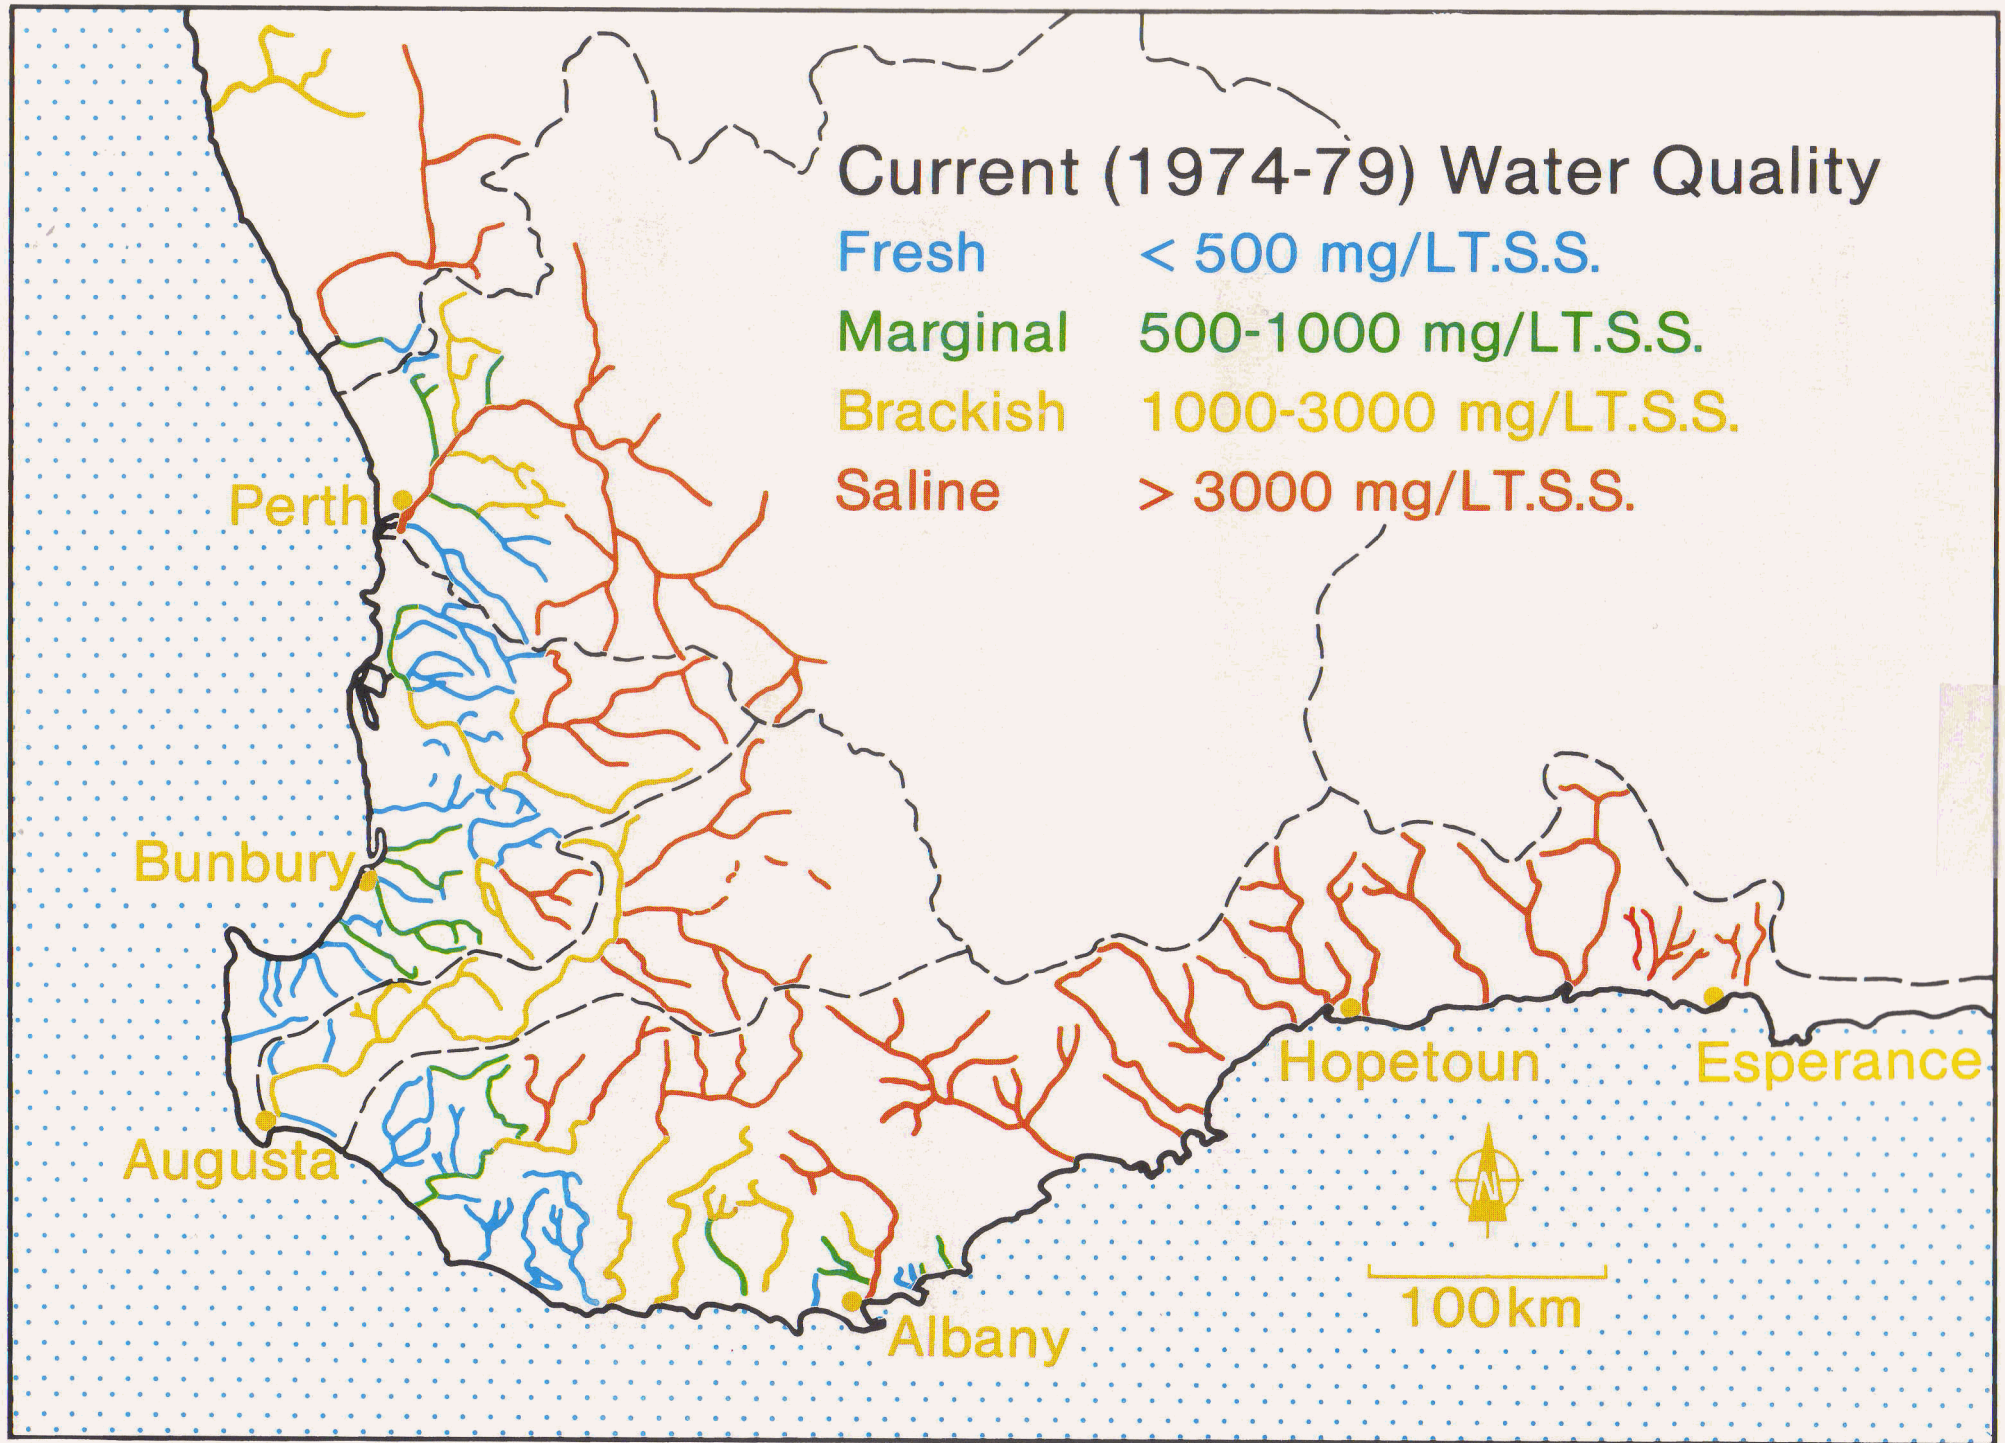 Current (1974-79) Water Quality
Fresh < 500 mg/LT.S.S.
Marginal 500-1000 mg/LT.S.S.
Brackish 1000-3000 mg/LT.S.S.
Saline > 3000 mg/LT.S.S.
Perth
Bunbury
Hopetoun
Esperance
Augusta
N
100km
Albany